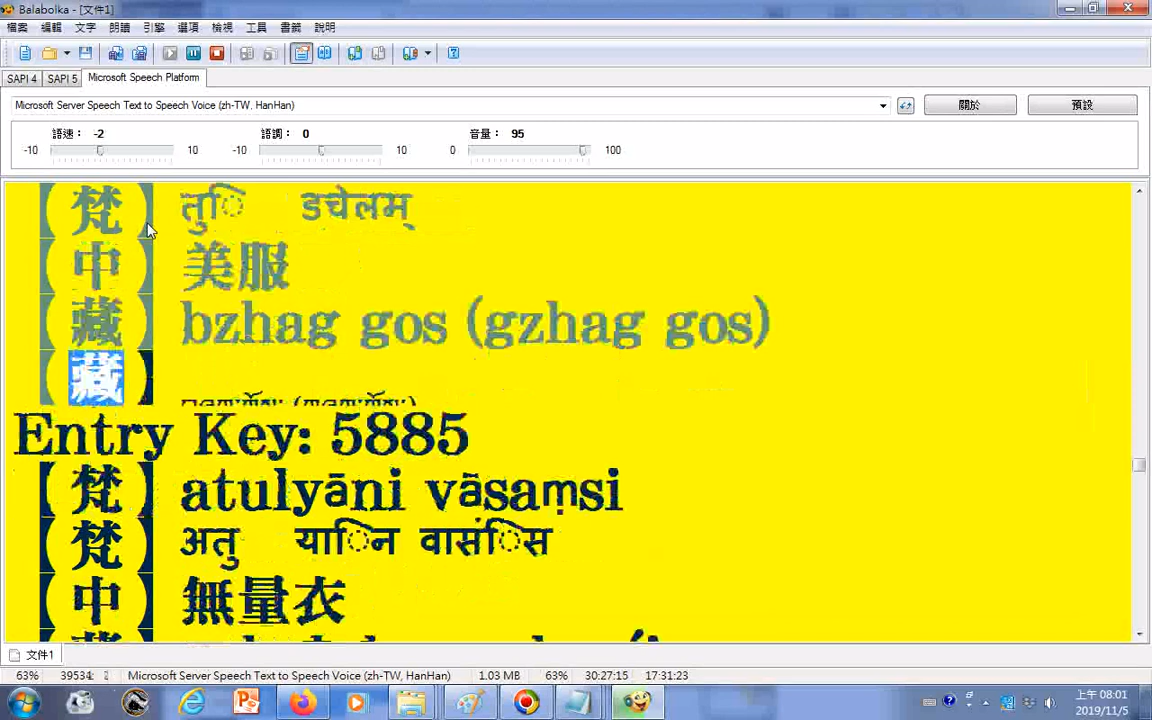 Balabolka - [文件1]
檔案 編輯 文字 朗讀 引擎 選項 檢視 工具 書籤 說明
SAPI 4 SAPI 5 Microsoft Speech Platform
Microsoft Server Speech Text to Speech Voice (zh-TW, HanHan) 關於 預設
語速： -2 語調： 0 音量： 95
-10 10 -10 10 0 100
【梵】 डचेलम्
【中】 美服
【藏】 bzhag gos (gzhag gos)
【藏】
Entry Key: 5885
【梵】 atulyāni vāsaṃsi
【梵】 अतु
【中】 無量衣
文件1
63% Microsoft Server Speech Text to Speech Voice (zh-TW, HanHan) 1.03 MB 63% 30:27:15 17:31:23
上午 08:01
2019/11/5